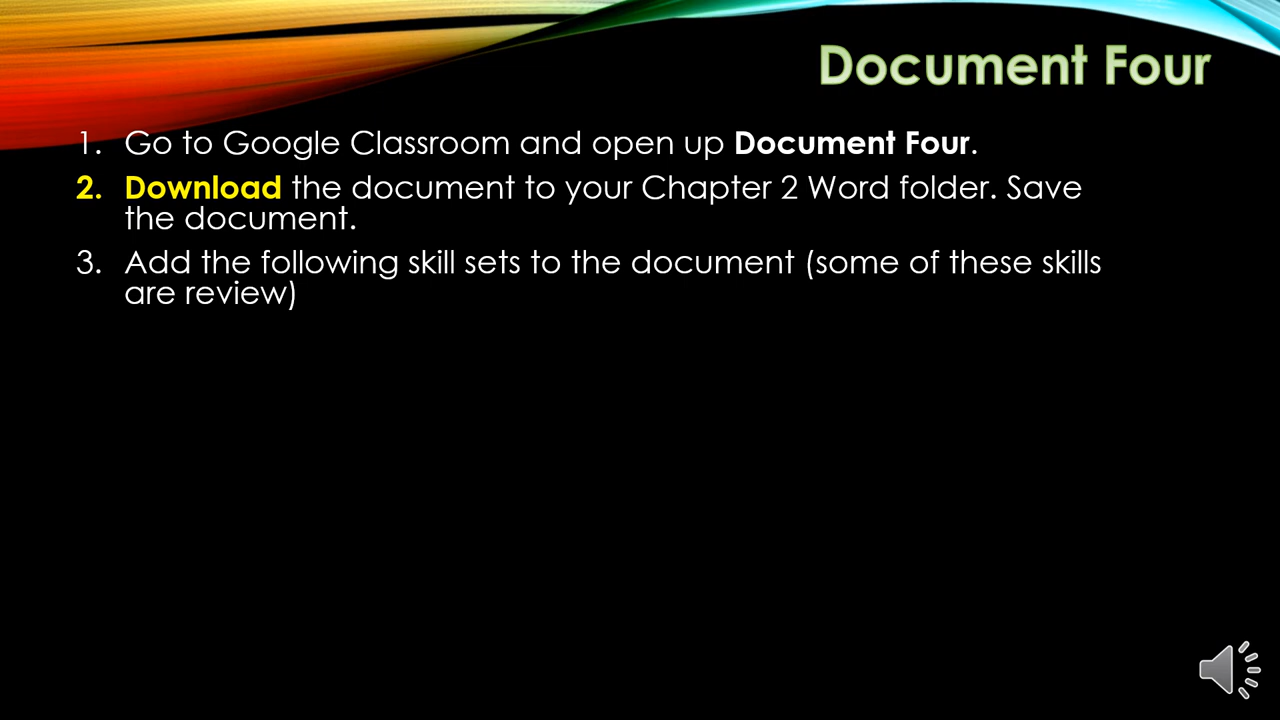 Document Four
1. Go to Google Classroom and open up Document Four.
2. Download the document to your Chapter 2 Word folder. Save
the document.
3. Add the following skill sets to the document (some of these skills
are review)